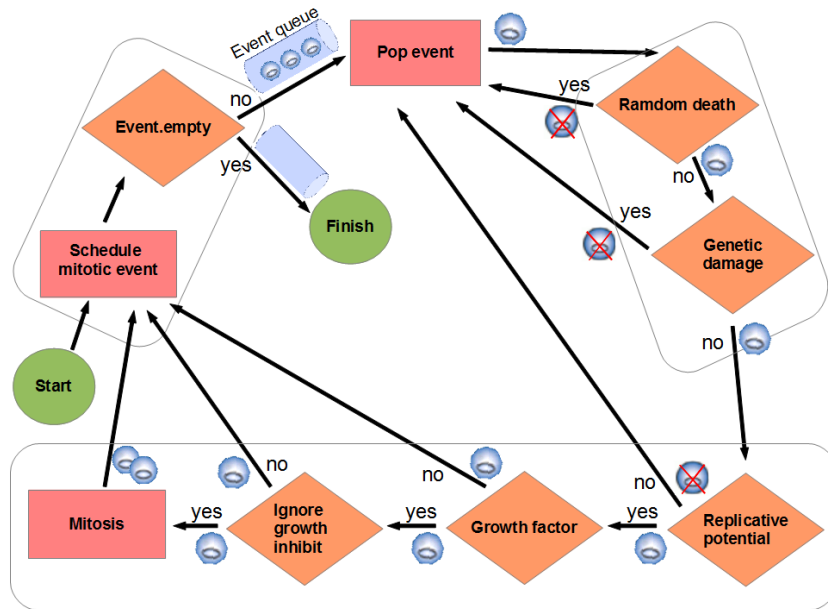 Event queue
Pop event
Ramdom death
yes
no
Event.empty
no
yes
Finish
yes
Genetic
damage
Schedule
mitotic event
no
Start
no
no
no
Mitosis
yes
Ignore
growth
inhibit
yes
Growth factor
yes
Replicative
potential